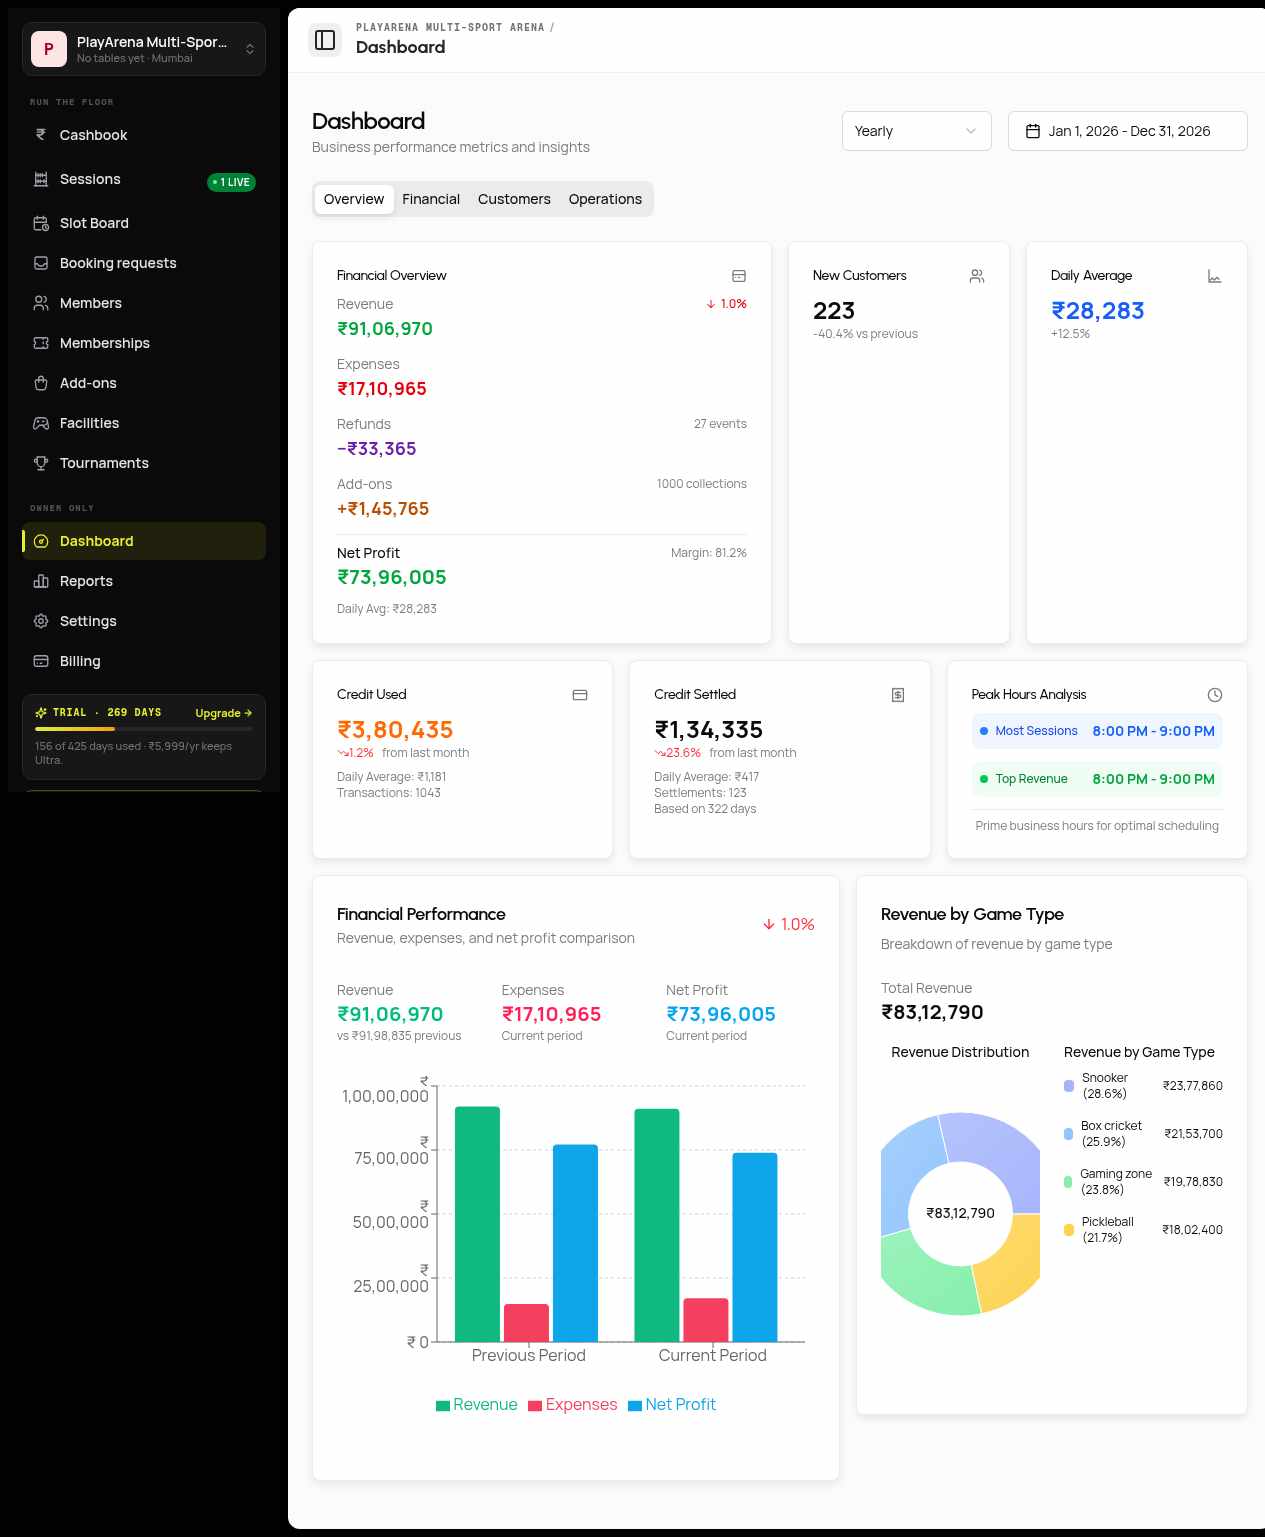 P
PlayArena Multi-Spor...
No tables yet · Mumbai
RUN THE FLOOR
Cashbook
Sessions
1 LIVE
Slot Board
Booking requests
Members
Memberships
Add-ons
Facilities
Tournaments
OWNER ONLY
Dashboard
Reports
Settings
Billing
TRIAL · 269 DAYS
Upgrade →
156 of 425 days used · ₹5,999/yr keeps
Ultra.
PLAYARENA MULTI-SPORT ARENA /
Dashboard
Dashboard
Business performance metrics and insights
Yearly
Jan 1, 2026 - Dec 31, 2026
Overview
Financial
Customers
Operations
Financial Overview
Revenue
↓ 1.0%
₹91,06,970
Expenses
₹17,10,965
Refunds
27 events
−₹33,365
Add-ons
1000 collections
+₹1,45,765
Net Profit
Margin: 81.2%
₹73,96,005
Daily Avg: ₹28,283
New Customers
223
-40.4% vs previous
Daily Average
₹28,283
+12.5%
Credit Used
₹3,80,435
1.2% from last month
Daily Average: ₹1,181
Transactions: 1043
Credit Settled
₹1,34,335
23.6% from last month
Daily Average: ₹417
Settlements: 123
Based on 322 days
Peak Hours Analysis
Most Sessions
8:00 PM - 9:00 PM
Top Revenue
8:00 PM - 9:00 PM
Prime business hours for optimal scheduling
Financial Performance
Revenue, expenses, and net profit comparison
↓ 1.0%
Revenue
₹91,06,970
vs ₹91,98,835 previous
Expenses
₹17,10,965
Current period
Net Profit
₹73,96,005
Current period
₹
1,00,00,000
₹
75,00,000
₹
50,00,000
₹
25,00,000
₹ 0
Previous Period
Current Period
Revenue
Expenses
Net Profit
Revenue by Game Type
Breakdown of revenue by game type
Total Revenue
₹83,12,790
Revenue Distribution
₹83,12,790
Revenue by Game Type
Snooker
(28.6%)
₹23,77,860
Box cricket
(25.9%)
₹21,53,700
Gaming zone
(23.8%)
₹19,78,830
Pickleball
(21.7%)
₹18,02,400